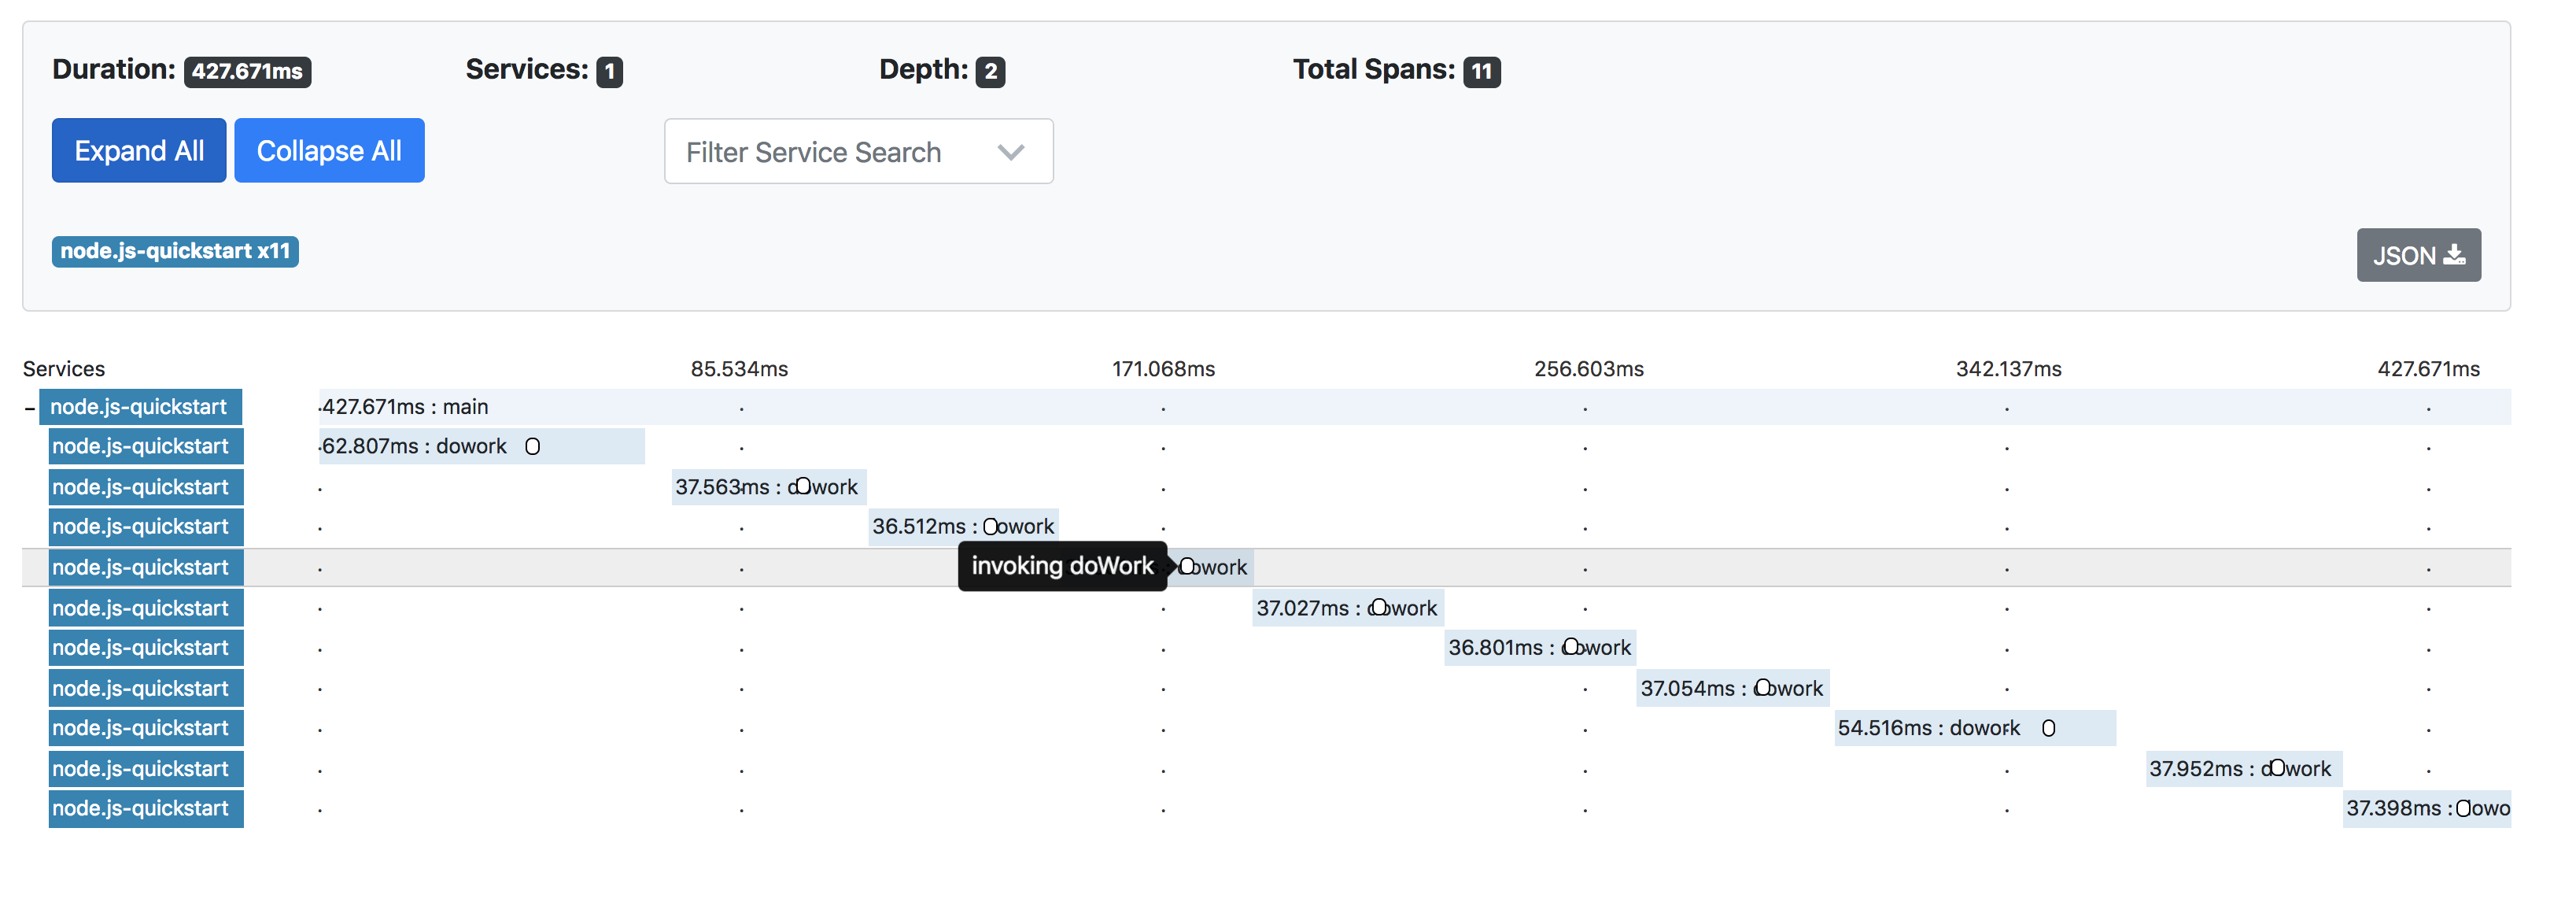 Duration: 427.671ms Services: 1 Depth: 2 Total Spans: 11
Expand All Collapse All Filter Service Search
node.js-quickstart x11 JSON
Services 85.534ms 171.068ms 256.603ms 342.137ms 427.671ms
– node.js-quickstart 427.671ms : main
node.js-quickstart 62.807ms : dowork
node.js-quickstart 37.563ms : dowork
node.js-quickstart 36.512ms : dowork
node.js-quickstart invoking doWork dowork
node.js-quickstart 37.027ms : dowork
node.js-quickstart 36.801ms : dowork
node.js-quickstart 37.054ms : dowork
node.js-quickstart 54.516ms : dowork
node.js-quickstart 37.952ms : dowork
node.js-quickstart 37.398ms : dowo